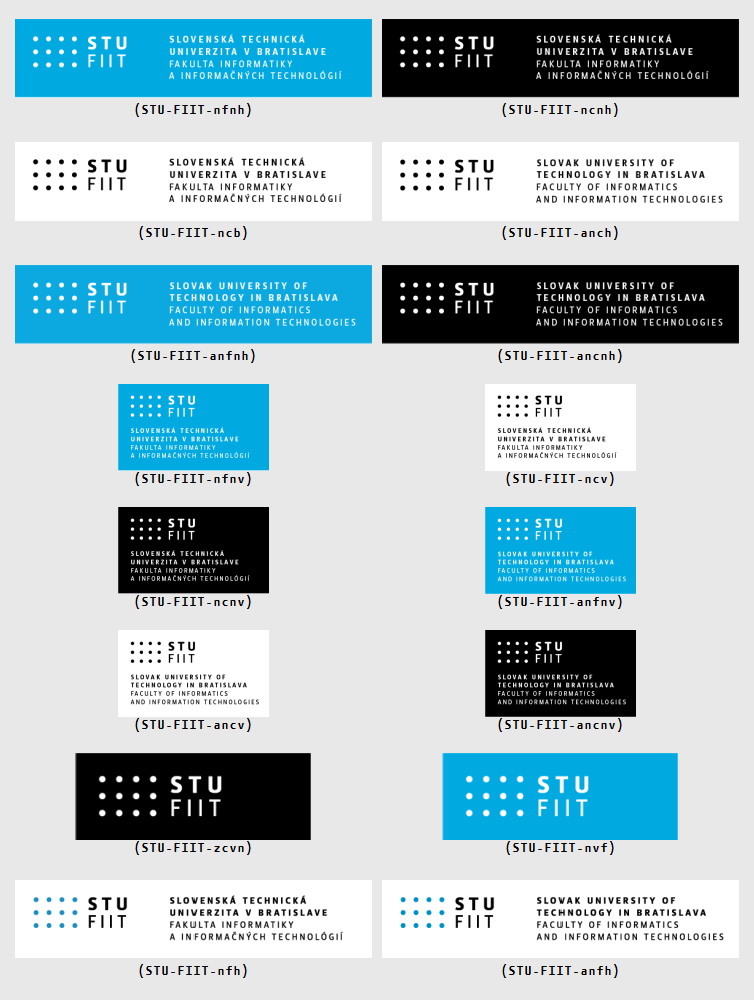 STU
FIIT
SLOVENSKÁ TECHNICKÁ
UNIVERZITA V BRATISLAVE
FAKULTA INFORMATIKY
A INFORMAČNÝCH TECHNOLÓGIÍ
(STU-FIIT-nfnh)
STU
FIIT
SLOVENSKÁ TECHNICKÁ
UNIVERZITA V BRATISLAVE
FAKULTA INFORMATIKY
A INFORMAČNÝCH TECHNOLÓGIÍ
(STU-FIIT-ncnh)
STU
FIIT
SLOVENSKÁ TECHNICKÁ
UNIVERZITA V BRATISLAVE
FAKULTA INFORMATIKY
A INFORMAČNÝCH TECHNOLÓGIÍ
(STU-FIIT-ncb)
STU
FIIT
SLOVAK UNIVERSITY OF
TECHNOLOGY IN BRATISLAVA
FACULTY OF INFORMATICS
AND INFORMATION TECHNOLOGIES
(STU-FIIT-anch)
STU
FIIT
SLOVAK UNIVERSITY OF
TECHNOLOGY IN BRATISLAVA
FACULTY OF INFORMATICS
AND INFORMATION TECHNOLOGIES
(STU-FIIT-anfnh)
STU
FIIT
SLOVAK UNIVERSITY OF
TECHNOLOGY IN BRATISLAVA
FACULTY OF INFORMATICS
AND INFORMATION TECHNOLOGIES
(STU-FIIT-ancnh)
STU
FIIT
SLOVENSKÁ TECHNICKÁ
UNIVERZITA V BRATISLAVE
FAKULTA INFORMATIKY
A INFORMAČNÝCH TECHNOLÓGIÍ
(STU-FIIT-nfnv)
STU
FIIT
SLOVENSKÁ TECHNICKÁ
UNIVERZITA V BRATISLAVE
FAKULTA INFORMATIKY
A INFORMAČNÝCH TECHNOLÓGIÍ
(STU-FIIT-ncv)
STU
FIIT
SLOVENSKÁ TECHNICKÁ
UNIVERZITA V BRATISLAVE
FAKULTA INFORMATIKY
A INFORMAČNÝCH TECHNOLÓGIÍ
(STU-FIIT-ncnv)
STU
FIIT
SLOVAK UNIVERSITY OF
TECHNOLOGY IN BRATISLAVA
FACULTY OF INFORMATICS
AND INFORMATION TECHNOLOGIES
(STU-FIIT-anfnv)
STU
FIIT
SLOVAK UNIVERSITY OF
TECHNOLOGY IN BRATISLAVA
FACULTY OF INFORMATICS
AND INFORMATION TECHNOLOGIES
(STU-FIIT-ancv)
STU
FIIT
SLOVAK UNIVERSITY OF
TECHNOLOGY IN BRATISLAVA
FACULTY OF INFORMATICS
AND INFORMATION TECHNOLOGIES
(STU-FIIT-ancnv)
STU
FIIT
(STU-FIIT-zcvn)
STU
FIIT
(STU-FIIT-nvf)
STU
FIIT
SLOVENSKÁ TECHNICKÁ
UNIVERZITA V BRATISLAVE
FAKULTA INFORMATIKY
A INFORMAČNÝCH TECHNOLÓGIÍ
(STU-FIIT-nfh)
STU
FIIT
SLOVAK UNIVERSITY OF
TECHNOLOGY IN BRATISLAVA
FACULTY OF INFORMATICS
AND INFORMATION TECHNOLOGIES
(STU-FIIT-anfh)